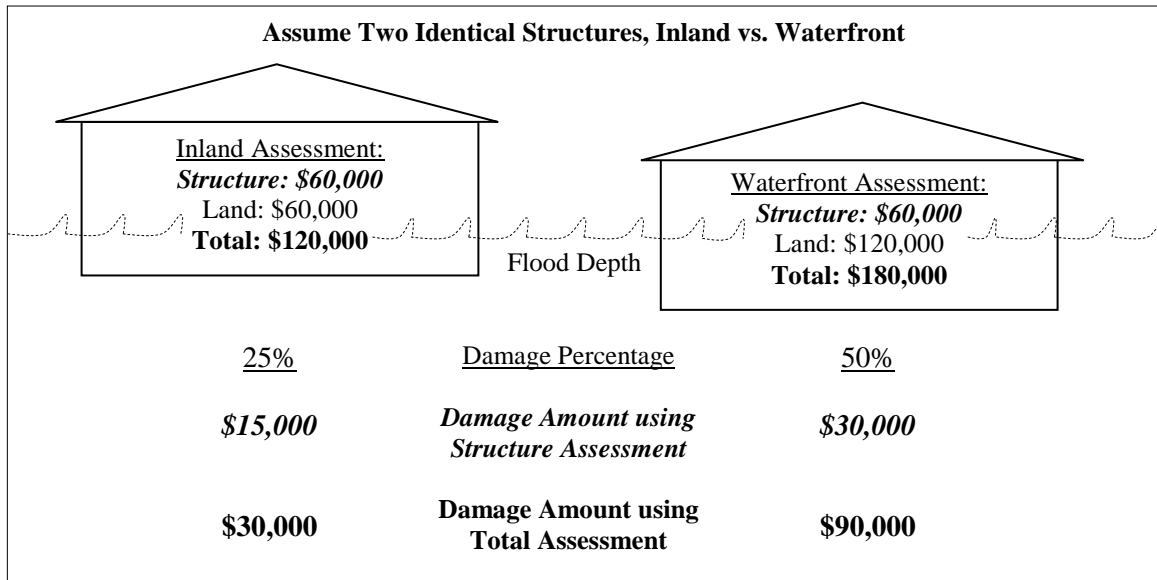 Assume Two Identical Structures, Inland vs. Waterfront
Inland Assessment:
Structure: $60,000
Land: $60,000
Total: $120,000
Waterfront Assessment:
Structure: $60,000
Land: $120,000
Total: $180,000
Flood Depth
25% Damage Percentage 50%
$15,000 Damage Amount using $30,000
Structure Assessment
$30,000 Damage Amount using $90,000
Total Assessment